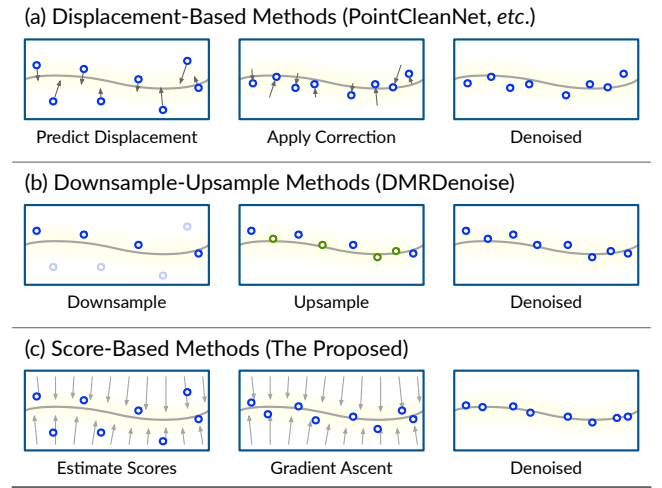 (a) Displacement-Based Methods (PointCleanNet, etc.)
Predict Displacement
Apply Correction
Denoised
(b) Downsample-Upsample Methods (DMRDenoise)
Downsample
Upsample
Denoised
(c) Score-Based Methods (The Proposed)
Estimate Scores
Gradient Ascent
Denoised